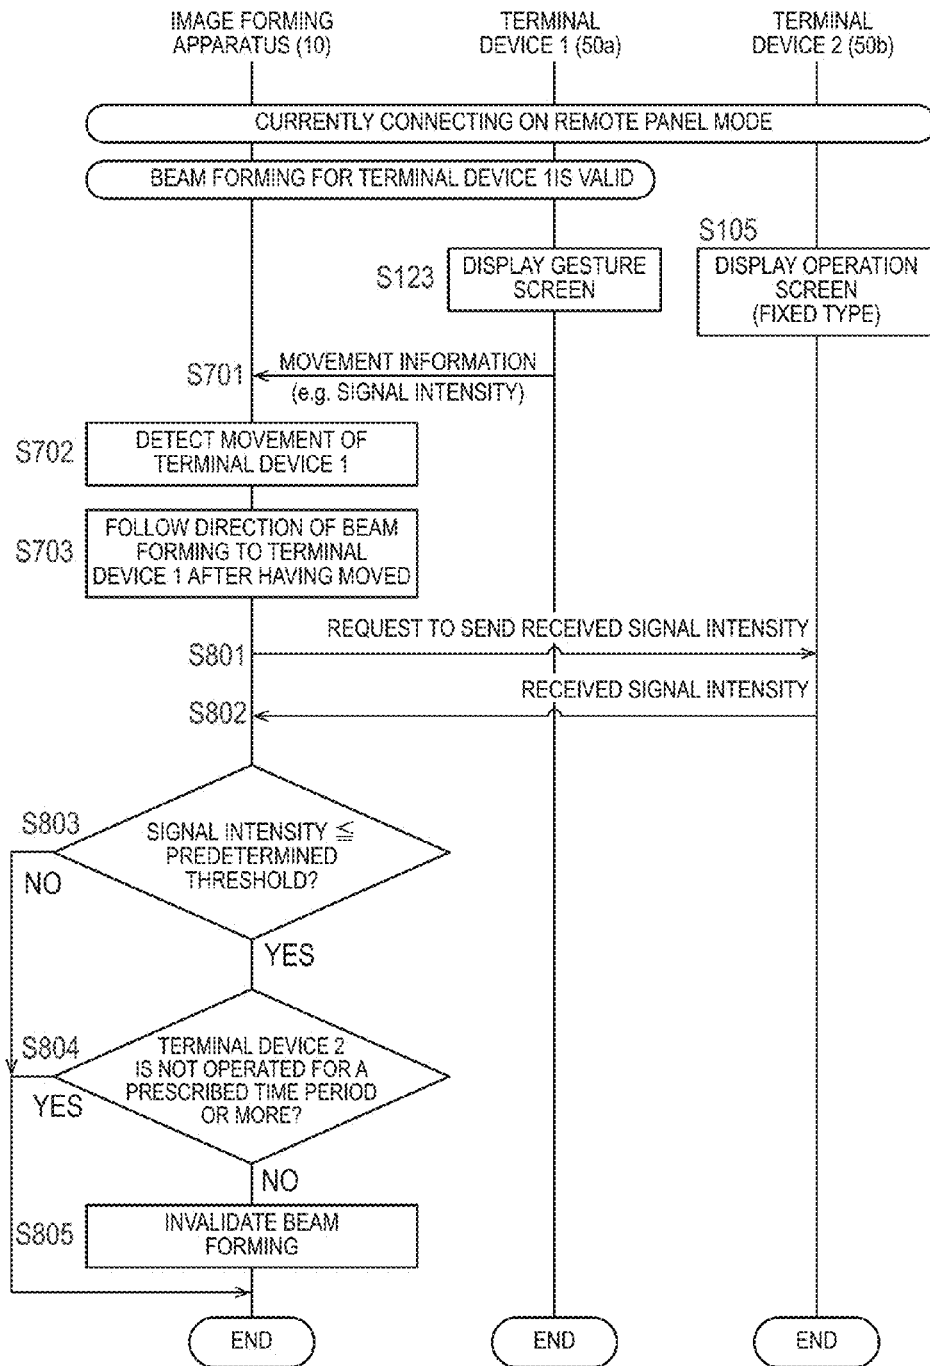 IMAGE FORMING
APPARATUS (10)
TERMINAL
DEVICE 1 (50a)
TERMINAL
DEVICE 2 (50b)
CURRENTLY CONNECTING ON REMOTE PANEL MODE
BEAM FORMING FOR TERMINAL DEVICE 1IS VALID
S123
DISPLAY GESTURE
SCREEN
S105
DISPLAY OPERATION
SCREEN
(FIXED TYPE)
S701
MOVEMENT INFORMATION
(e.g. SIGNAL INTENSITY)
S702
DETECT MOVEMENT OF
TERMINAL DEVICE 1
S703
FOLLOW DIRECTION OF BEAM
FORMING TO TERMINAL
DEVICE 1 AFTER HAVING MOVED
REQUEST TO SEND RECEIVED SIGNAL INTENSITY
S801
RECEIVED SIGNAL INTENSITY
S802
S803
SIGNAL INTENSITY ≦
PREDETERMINED
THRESHOLD?
NO
YES
S804
TERMINAL DEVICE 2
IS NOT OPERATED FOR A
PRESCRIBED TIME PERIOD
OR MORE?
YES
NO
S805
INVALIDATE BEAM
FORMING
END
END
END